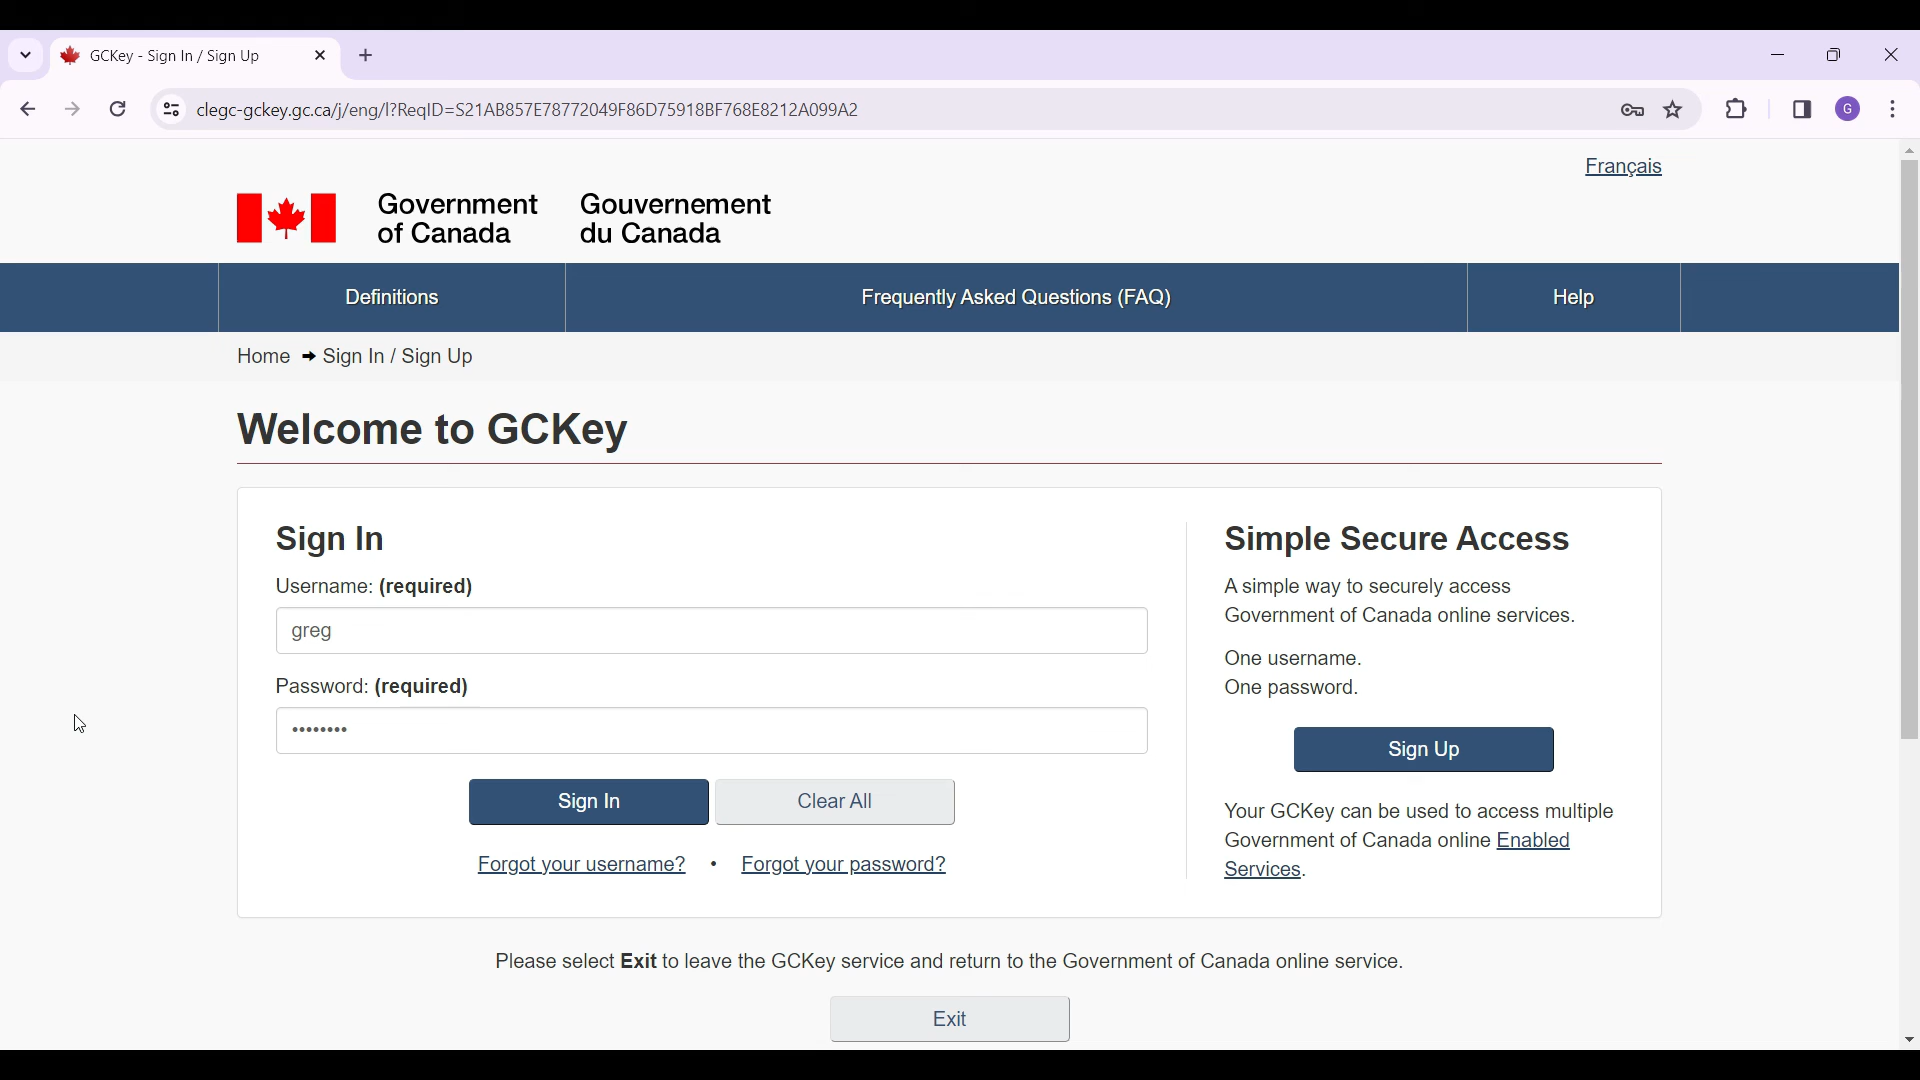 GCKey - Sign In / Sign Up
clegc-gckey.gc.ca/j/eng/l?ReqID=S21AB857E78772049F86D75918BF768E8212A099A2
G
Français
Government of Canada
Gouvernement du Canada
Definitions
Frequently Asked Questions (FAQ)
Help
Home Sign In / Sign Up
Welcome to GCKey
Sign In
Username: (required)
greg
Password: (required)
••••••••
Sign In
Clear All
Forgot your username? • Forgot your password?
Simple Secure Access
A simple way to securely access
Government of Canada online services.
One username.
One password.
Sign Up
Your GCKey can be used to access multiple
Government of Canada online Enabled
Services.
Please select Exit to leave the GCKey service and return to the Government of Canada online service.
Exit